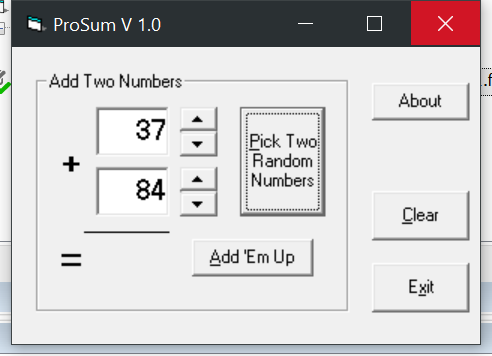 ProSum V 1.0
Add Two Numbers
37
+
84
=
Pick Two
Random
Numbers
Add 'Em Up
About
Clear
Exit
.f